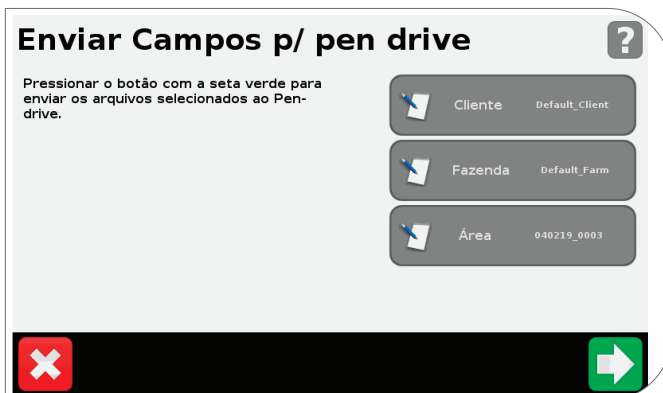 Enviar Campos p/ pen drive
?
Pressionar o botão com a seta verde para
enviar os arquivos selecionados ao Pen-
drive.
Cliente Default_Client
Fazenda Default_Farm
Área 040219_0003